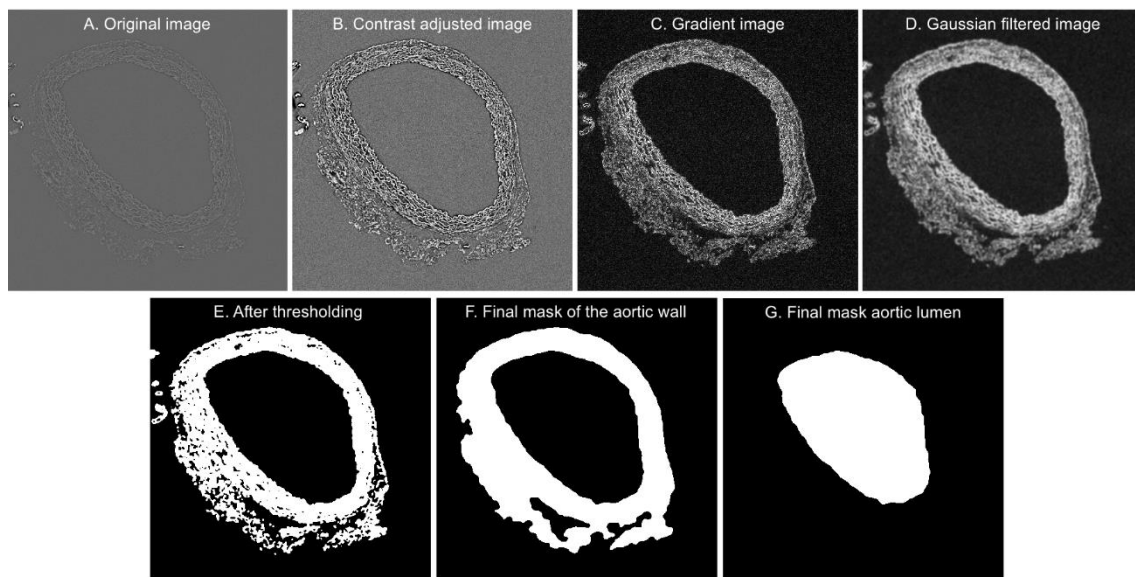 A. Original image
B. Contrast adjusted image
C. Gradient image
D. Gaussian filtered image
E. After thresholding
F. Final mask of the aortic wall
G. Final mask aortic lumen